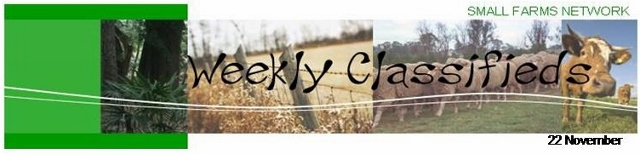 SMALL FARMS NETWORK
Weekly Classifieds
22 November